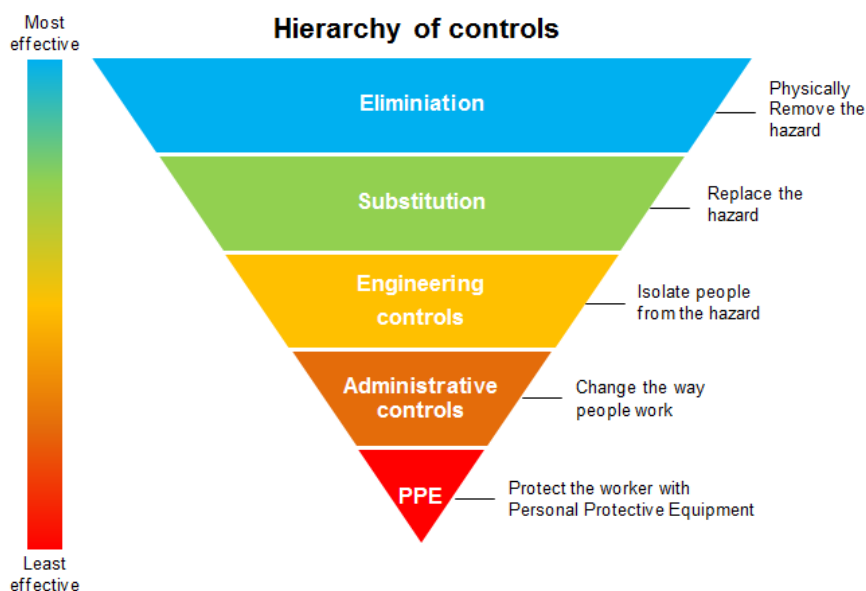 Most
effective
Hierarchy of controls
Eliminiation
Physically
Remove the
hazard
Substitution
Replace the
hazard
Engineering
controls
Isolate people
from the hazard
Administrative
controls
Change the way
people work
PPE
Protect the worker with
Personal Protective Equipment
Least
effective